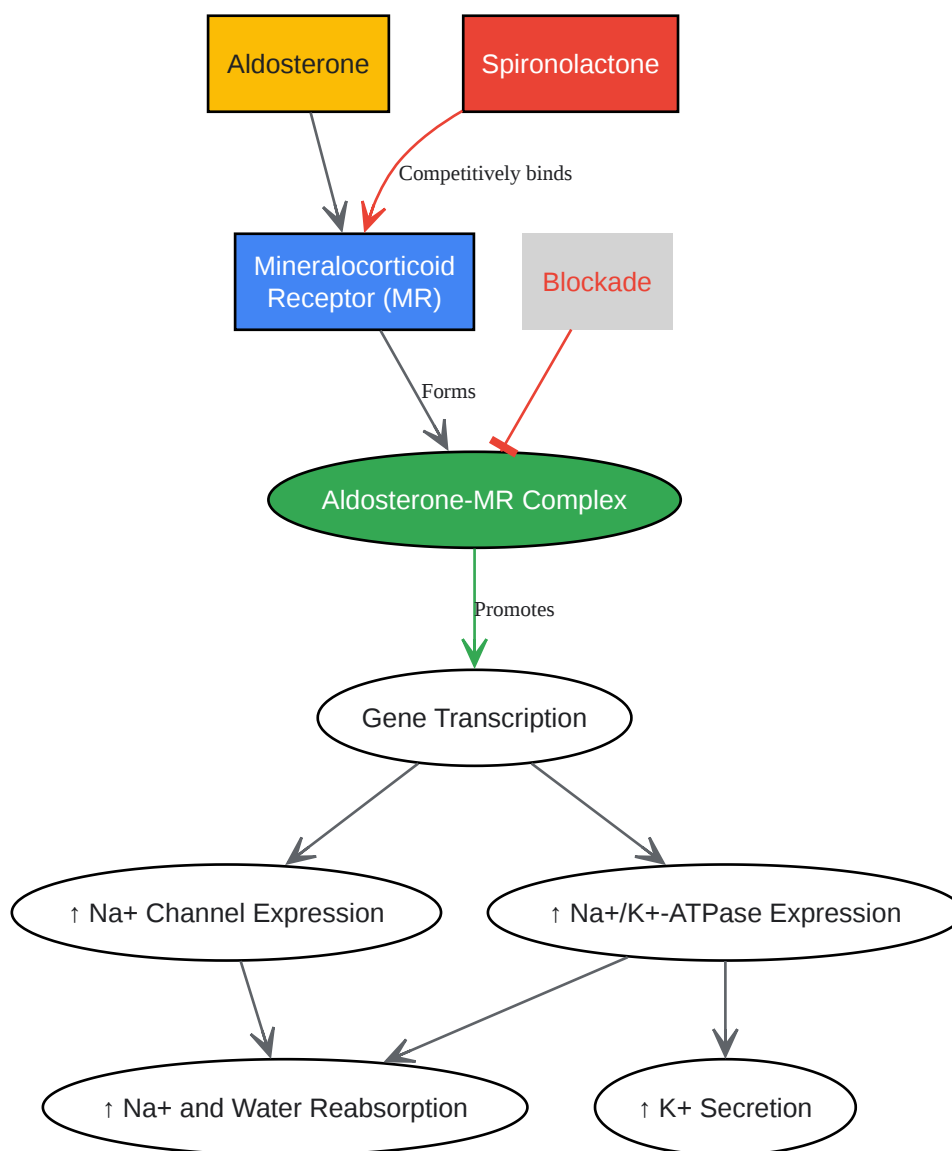 Aldosterone
Spironolactone
Competitively binds
Mineralocorticoid
Receptor (MR)
Blockade
Forms
Aldosterone-MR Complex
Promotes
Gene Transcription
↑ Na+ Channel Expression
↑ Na+/K+-ATPase Expression
↑ Na+ and Water Reabsorption
↑ K+ Secretion